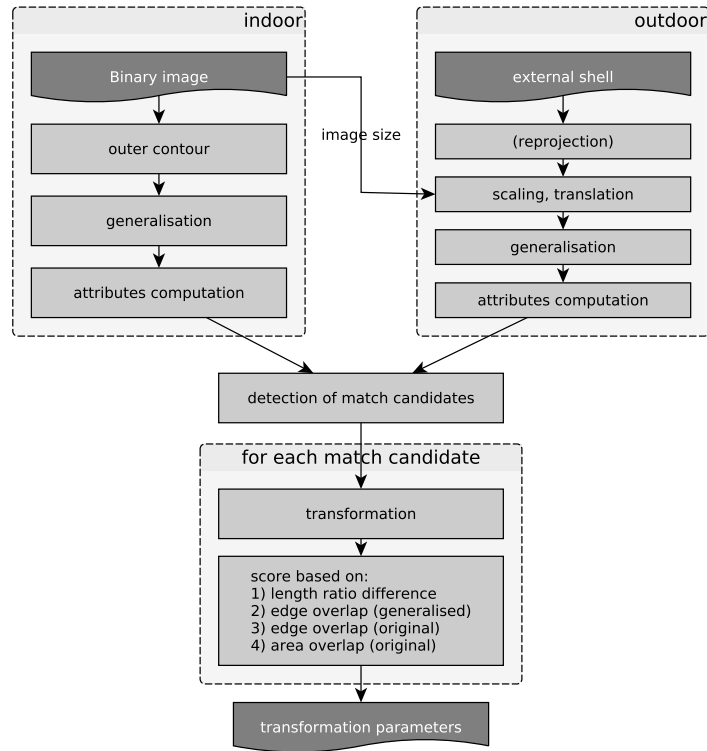 indoor
Binary image
outer contour
generalisation
attributes computation
image size
outdoor
external shell
(reprojection)
scaling, translation
generalisation
attributes computation
detection of match candidates
for each match candidate
transformation
score based on:
1) length ratio difference
2) edge overlap (generalised)
3) edge overlap (original)
4) area overlap (original)
transformation parameters